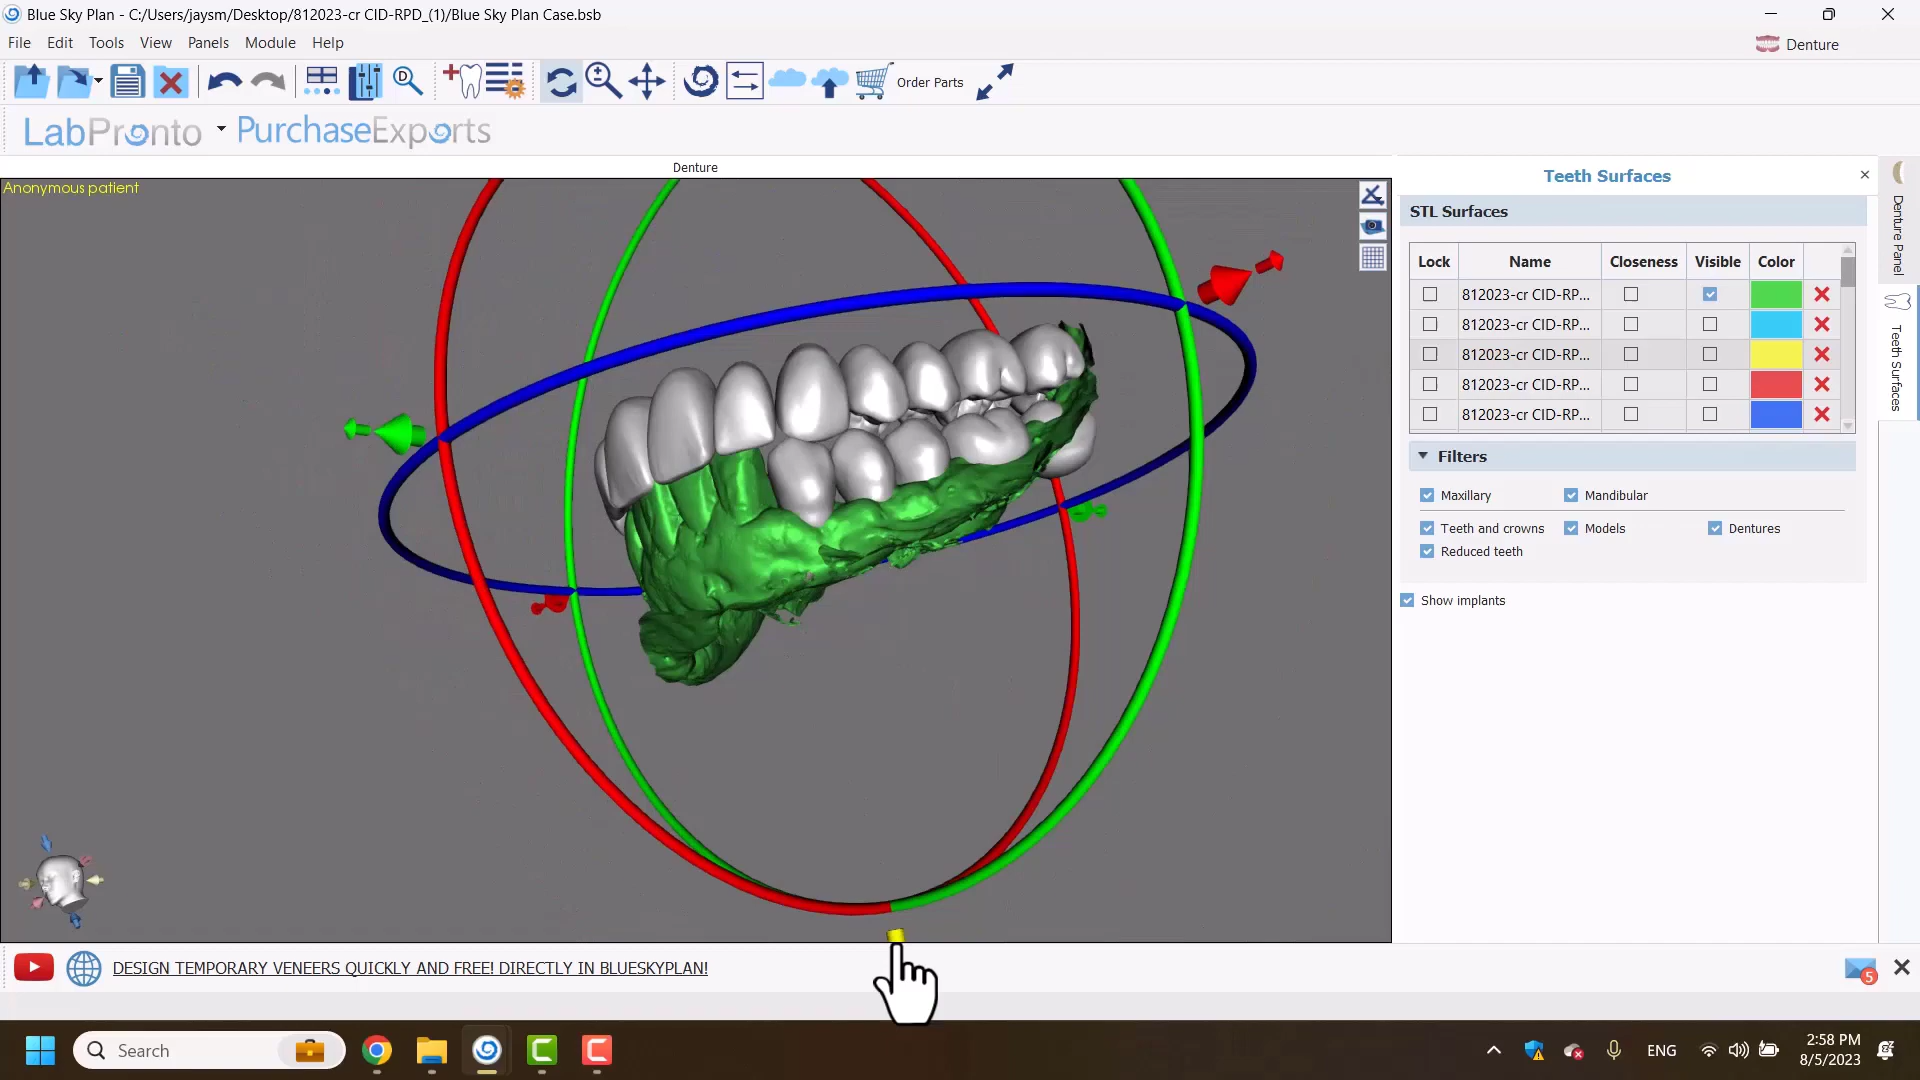 Blue Sky Plan - C:/Users/jaysm/Desktop/812023-cr CID-RPD_(1)/Blue Sky Plan Case.bsb
File Edit Tools View Panels Module Help
Denture
D
Order Parts
LabPronto PurchaseExports
Denture
Anonymous patient
Teeth Surfaces
STL Surfaces
Lock Name Closeness Visible Color
812023-cr CID-RP...
812023-cr CID-RP...
812023-cr CID-RP...
812023-cr CID-RP...
812023-cr CID-RP...
Filters
Maxillary Mandibular
Teeth and crowns Models Dentures
Reduced teeth
Show implants
Denture Panel
Teeth Surfaces
DESIGN TEMPORARY VENEERS QUICKLY AND FREE! DIRECTLY IN BLUESKYPLAN!
5
Search
ENG
2:58 PM
8/5/2023